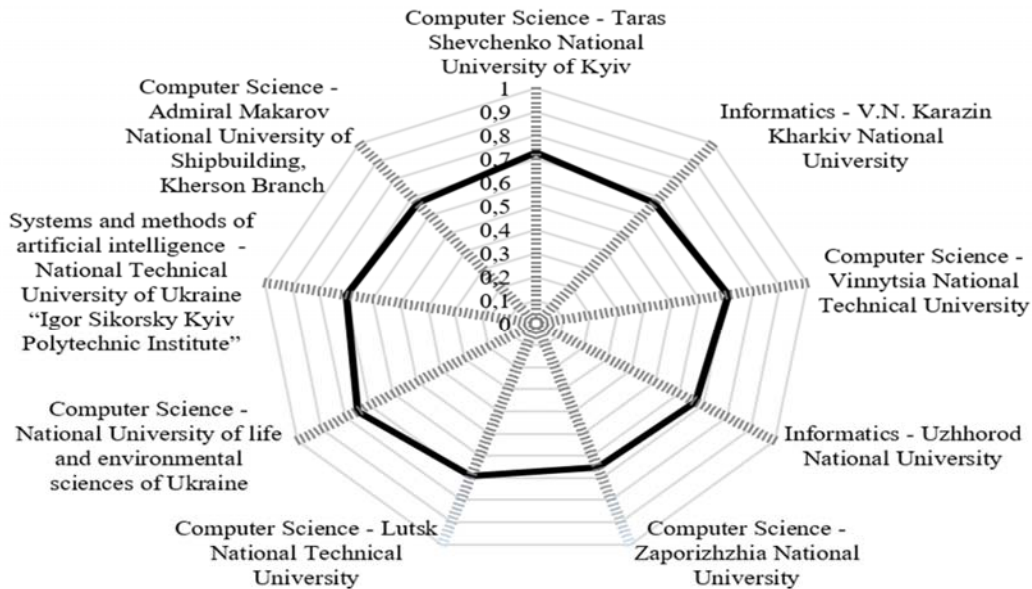 Computer Science - Taras
Shevchenko National
University of Kyiv
1
0,9
0,8
0,7
0,6
0,5
0,4
0,3
0,2
0,1
0
Informatics - V.N. Karazin
Kharkiv National
University
Computer Science -
Vinnytsia National
Technical University
Informatics - Uzhhorod
National University
Computer Science -
Zaporizhzhia National
University
Computer Science - Lutsk
National Technical
University
Computer Science -
National University of life
and environmental
sciences of Ukraine
Systems and methods of
artificial intelligence -
National Technical
University of Ukraine
“Igor Sikorsky Kyiv
Polytechnic Institute”
Computer Science -
Admiral Makarov
National University of
Shipbuilding,
Kherson Branch